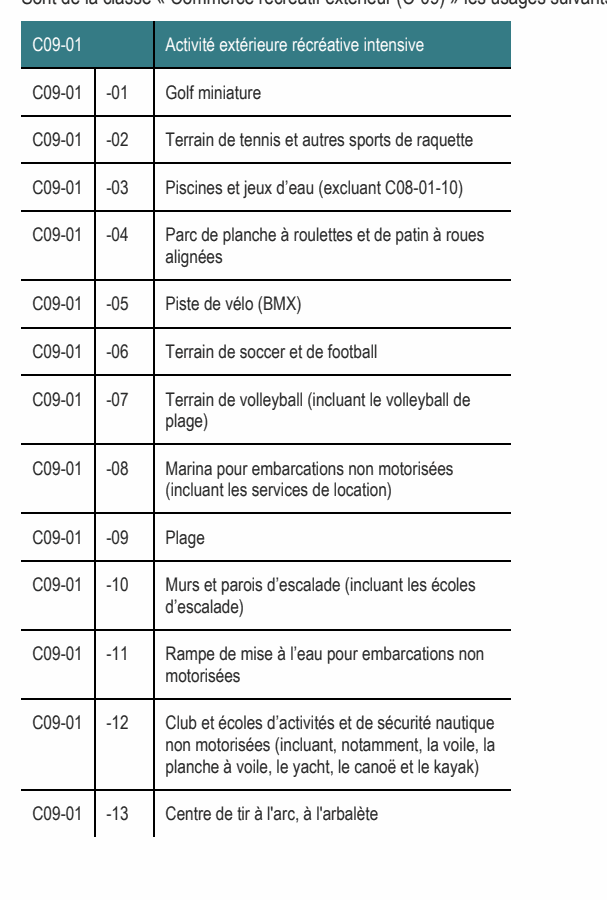 Sont de la classe « Commerce récréatif extérieur (C-09) » les usages suivants
C09-01 Activité extérieure récréative intensive
C09-01 -01 Golf miniature
C09-01 -02 Terrain de tennis et autres sports de raquette
C09-01 -03 Piscines et jeux d’eau (excluant C08-01-10)
C09-01 -04 Parc de planche à roulettes et de patin à roues
alignées
C09-01 -05 Piste de vélo (BMX)
C09-01 -06 Terrain de soccer et de football
C09-01 -07 Terrain de volleyball (incluant le volleyball de
plage)
C09-01 -08 Marina pour embarcations non motorisées
(incluant les services de location)
C09-01 -09 Plage
C09-01 -10 Murs et parois d’escalade (incluant les écoles
d’escalade)
C09-01 -11 Rampe de mise à l’eau pour embarcations non
motorisées
C09-01 -12 Club et écoles d’activités et de sécurité nautique
non motorisées (incluant, notamment, la voile, la
planche à voile, le yacht, le canoë et le kayak)
C09-01 -13 Centre de tir à l'arc, à l'arbalète